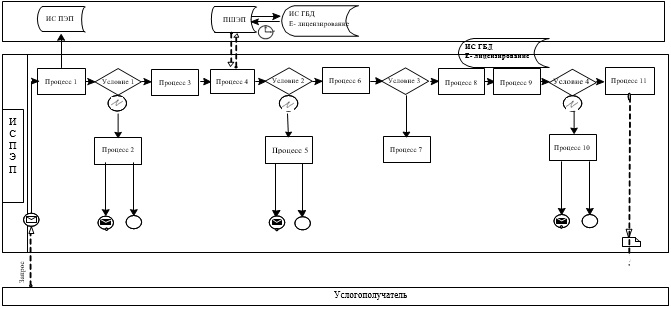 ИС ПЭП
ПШЭП
ИС ГБД
Е- лицензирование
ИС ГБД
Е- лицензирование
Процесс 1
Условие 1
Процесс 3
Процесс 4
Условие 2
Процесс 6
Условие 3
Процесс 8
Процесс 9
Условие 4
Процесс 11
И
С
П
Э
П
Процесс 2
Процесс 5
Процесс 7
Процесс 10
Запрос
Услогополучатель